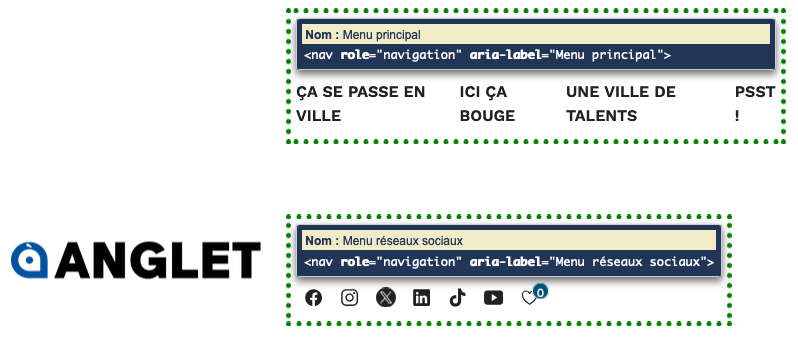 Nom : Menu principal
<nav role="navigation" aria-label="Menu principal">
ÇA SE PASSE EN VILLE
ICI ÇA BOUGE
UNE VILLE DE TALENTS
PSST !
à ANGLET
Nom : Menu réseaux sociaux
<nav role="navigation" aria-label="Menu réseaux sociaux">
0